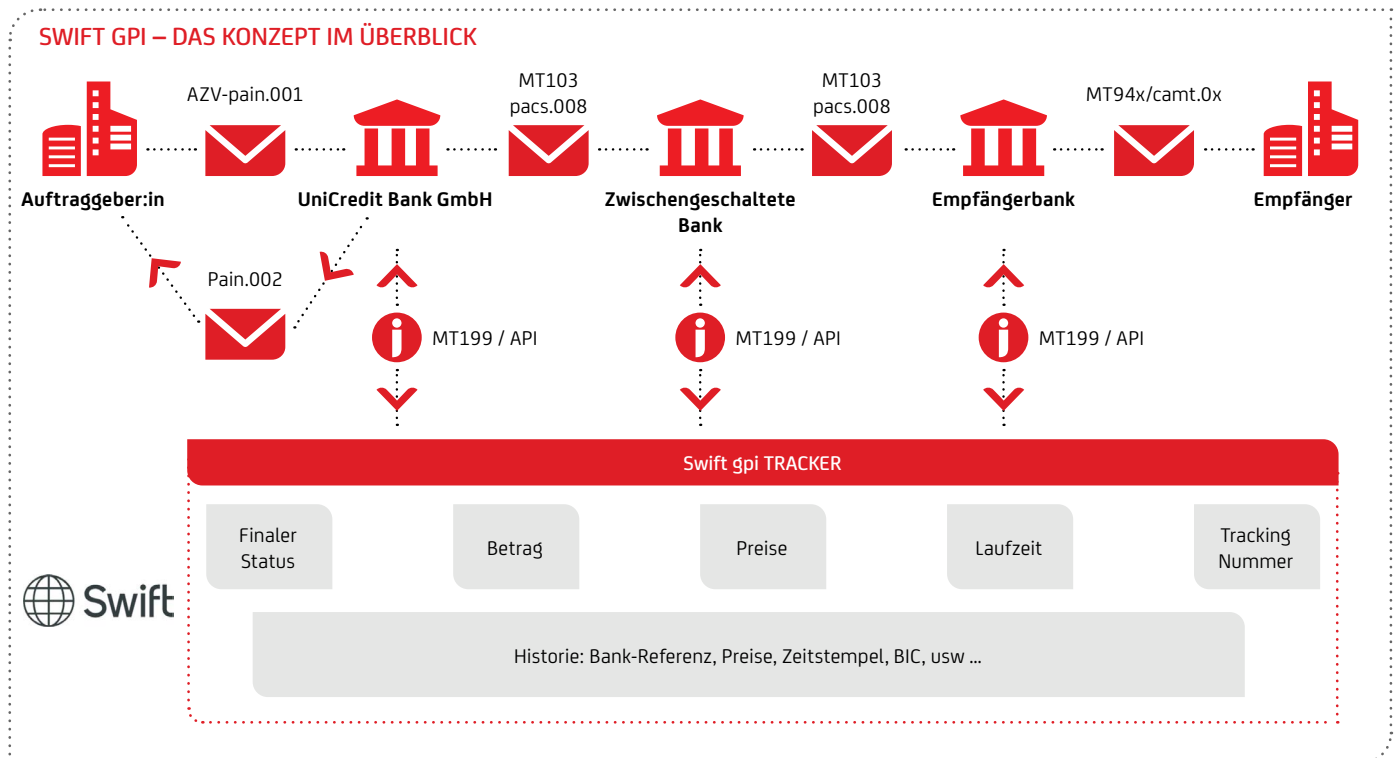 SWIFT GPI – DAS KONZEPT IM ÜBERBLICK
AZV-pain.001
MT103
pacs.008
MT103
pacs.008
MT94x/camt.0x
Auftraggeber:in
UniCredit Bank GmbH
Zwischengeschaltete
Bank
Empfängerbank
Empfänger
Pain.002
MT199 / API
MT199 / API
MT199 / API
Swift gpi TRACKER
Finaler
Status
Betrag
Preise
Laufzeit
Tracking
Nummer
Swift
Historie: Bank-Referenz, Preise, Zeitstempel, BIC, usw ...